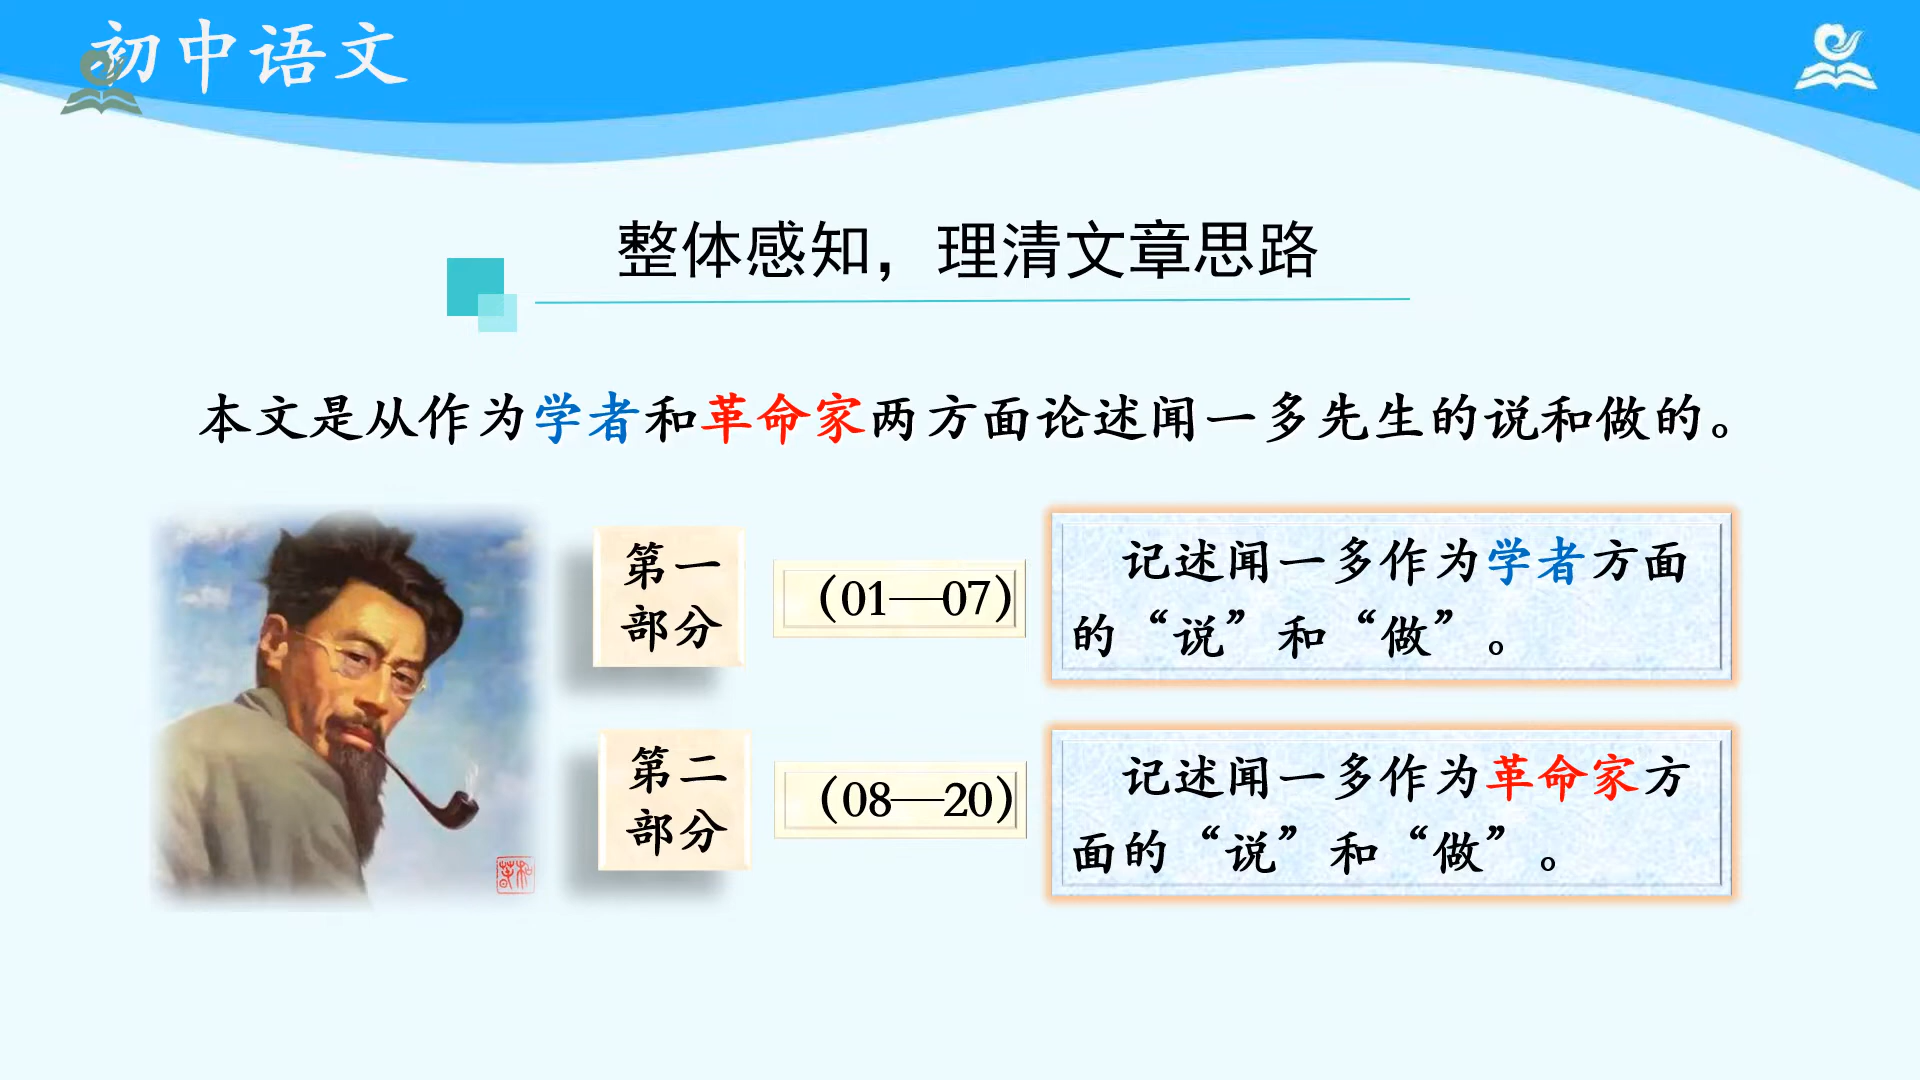 初中语文
整体感知，理清文章思路
本文是从作为学者和革命家两方面论述闻一多先生的说和做的。
第一
部分
（01—07）
记述闻一多作为学者方面
的“说”和“做”。
第二
部分
（08—20）
记述闻一多作为革命家方
面的“说”和“做”。